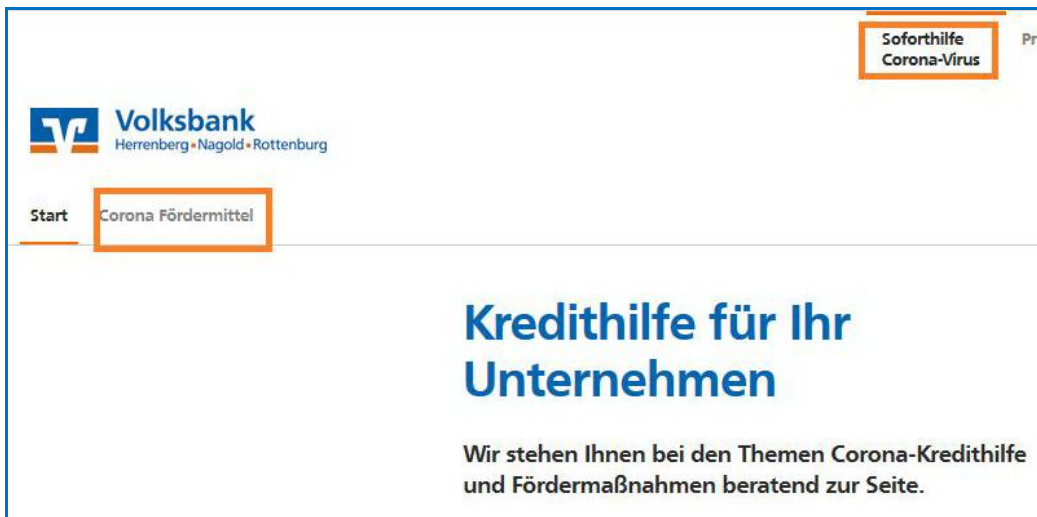 Soforthilfe
Corona-Virus
Volksbank
Herrenberg▪Nagold▪Rottenburg
Start Corona Fördermittel
Kredithilfe für Ihr
Unternehmen
Wir stehen Ihnen bei den Themen Corona-Kredithilfe
und Fördermaßnahmen beratend zur Seite.